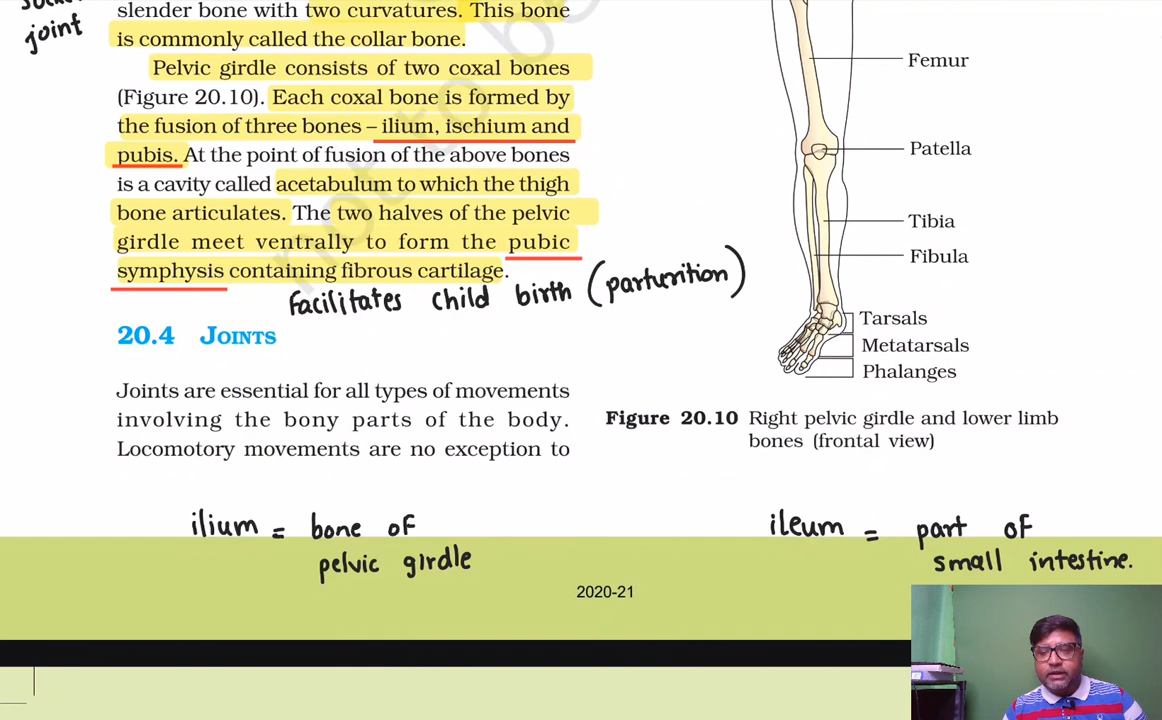 joint
slender bone with two curvatures. This bone
is commonly called the collar bone.
Pelvic girdle consists of two coxal bones
(Figure 20.10). Each coxal bone is formed by
the fusion of three bones – ilium, ischium and
pubis. At the point of fusion of the above bones
is a cavity called acetabulum to which the thigh
bone articulates. The two halves of the pelvic
girdle meet ventrally to form the pubic
symphysis containing fibrous cartilage.
Facilitates child birth (parturition)
20.4 JOINTS
Joints are essential for all types of movements
involving the bony parts of the body.
Locomotory movements are no exception to
Femur
Patella
Tibia
Fibula
Tarsals
Metatarsals
Phalanges
Figure 20.10 Right pelvic girdle and lower limb
bones (frontal view)
ilium = bone of
pelvic girdle
ileum = part of
small intestine.
2020-21
not to be